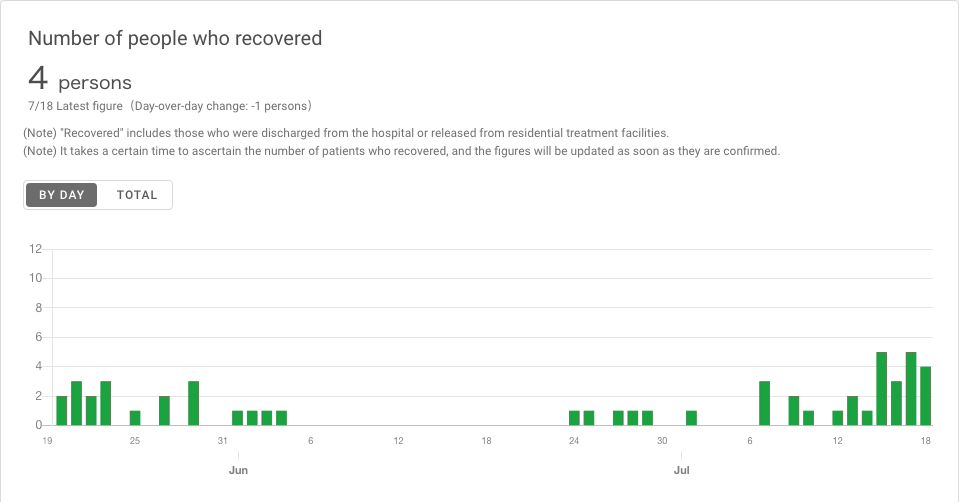 Number of people who recovered
4 persons
7/18 Latest figure（Day-over-day change: -1 persons）
(Note) "Recovered" includes those who were discharged from the hospital or released from residential treatment facilities.
(Note) It takes a certain time to ascertain the number of patients who recovered, and the figures will be updated as soon as they are confirmed.
BY DAY TOTAL
12
10
8
6
4
2
0
19 25 31 6 12 18 24 30 6 12 18
Jun Jul